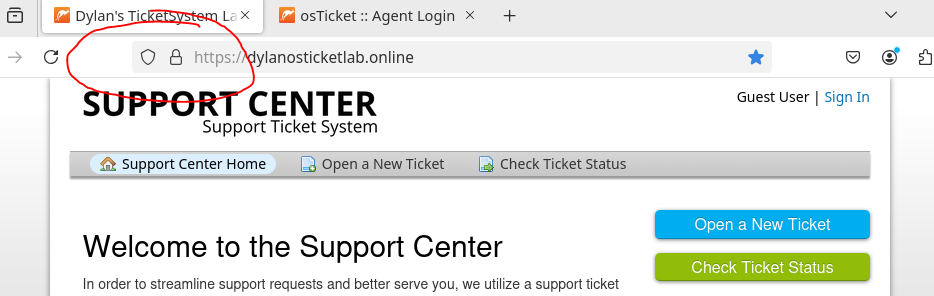 Dylan's TicketSystem La
osTicket :: Agent Login
https://dylanosticketlab.online
SUPPORT CENTER
Support Ticket System
Guest User | Sign In
Support Center Home
Open a New Ticket
Check Ticket Status
Welcome to the Support Center
Open a New Ticket
Check Ticket Status
In order to streamline support requests and better serve you, we utilize a support ticket